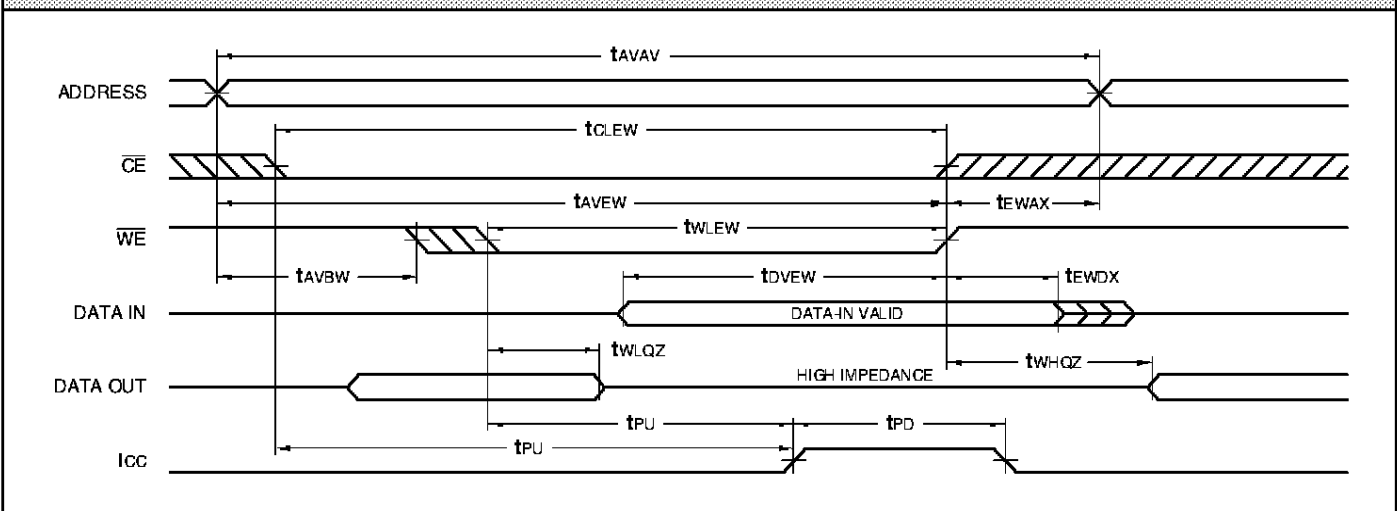 tAVAV
ADDRESS
tCLEW
CE
tAVEW
tEWAX
WE
tWLEW
tAVBW
tDVEW
tEWDX
DATA IN
DATA-IN VALID
tWLQZ
tWHQZ
DATA OUT
HIGH IMPEDANCE
tPU
tPD
tPU
ICC